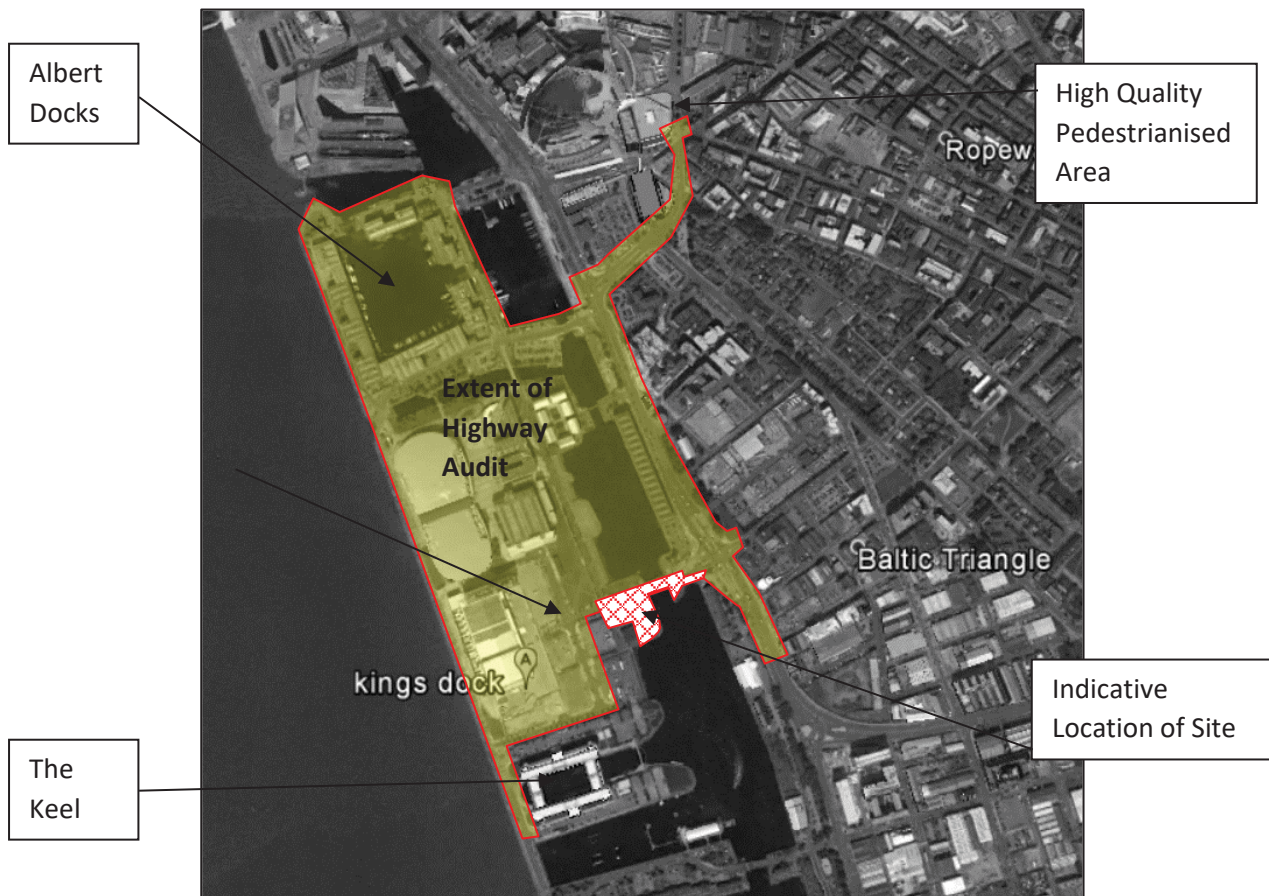 Albert
Docks
High Quality
Pedestrianised
Area
Ropew
Extent of
Highway
Audit
Baltic Triangle
kings dock
A
Indicative
Location of Site
The
Keel